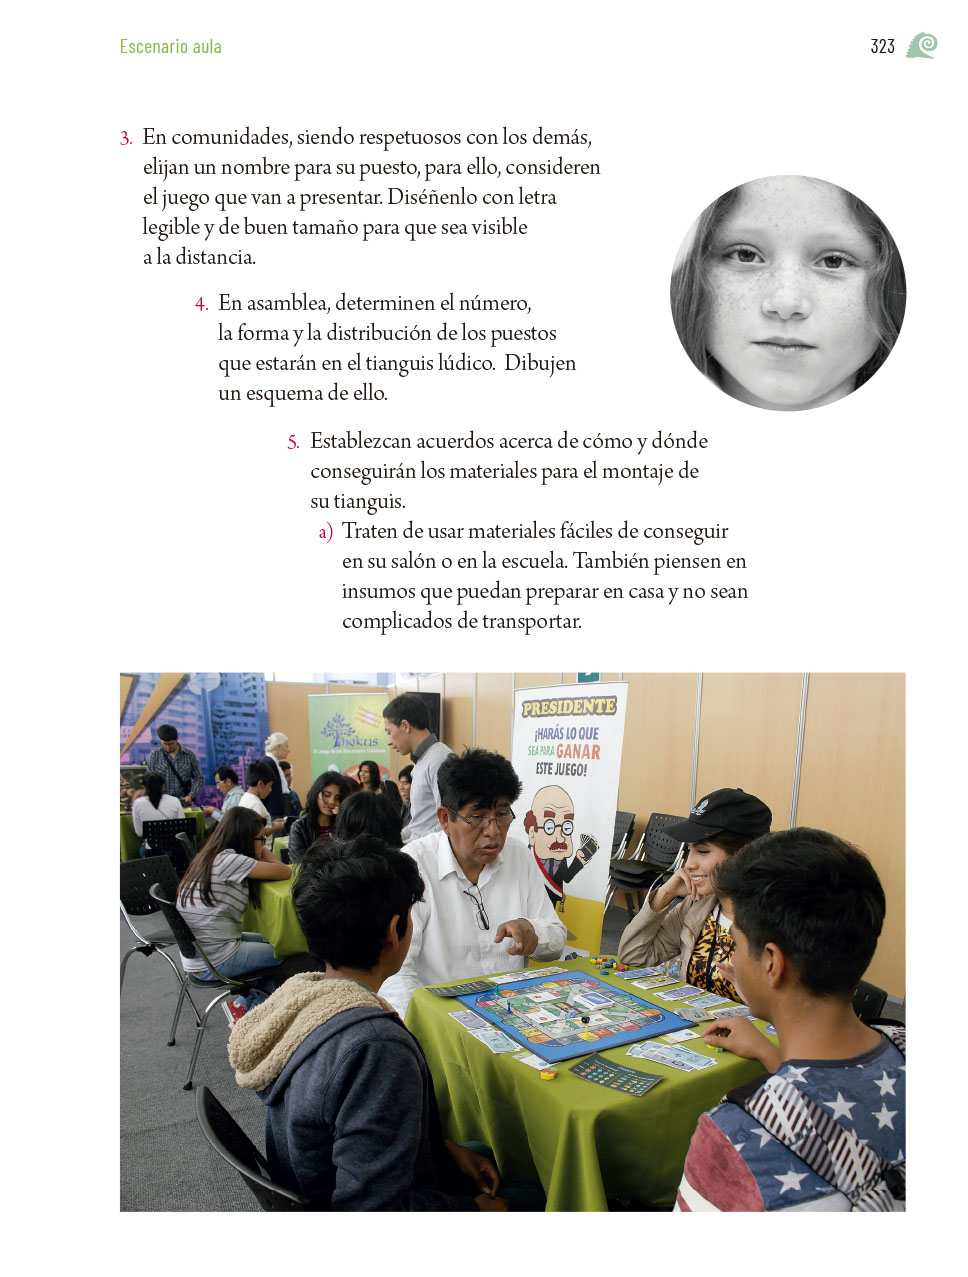 Escenario aula
323
3. En comunidades, siendo respetuosos con los demás,
elijan un nombre para su puesto, para ello, consideren
el juego que van a presentar. Diséñenlo con letra
legible y de buen tamaño para que sea visible
a la distancia.
4. En asamblea, determinen el número,
la forma y la distribución de los puestos
que estarán en el tianguis lúdico. Dibujen
un esquema de ello.
5. Establezcan acuerdos acerca de cómo y dónde
conseguirán los materiales para el montaje de
su tianguis.
a) Traten de usar materiales fáciles de conseguir
en su salón o en la escuela. También piensen en
insumos que puedan preparar en casa y no sean
complicados de transportar.
PRESIDENTE
¡HARÁS LO QUE
SEA PARA GANAR
ESTE JUEGO!